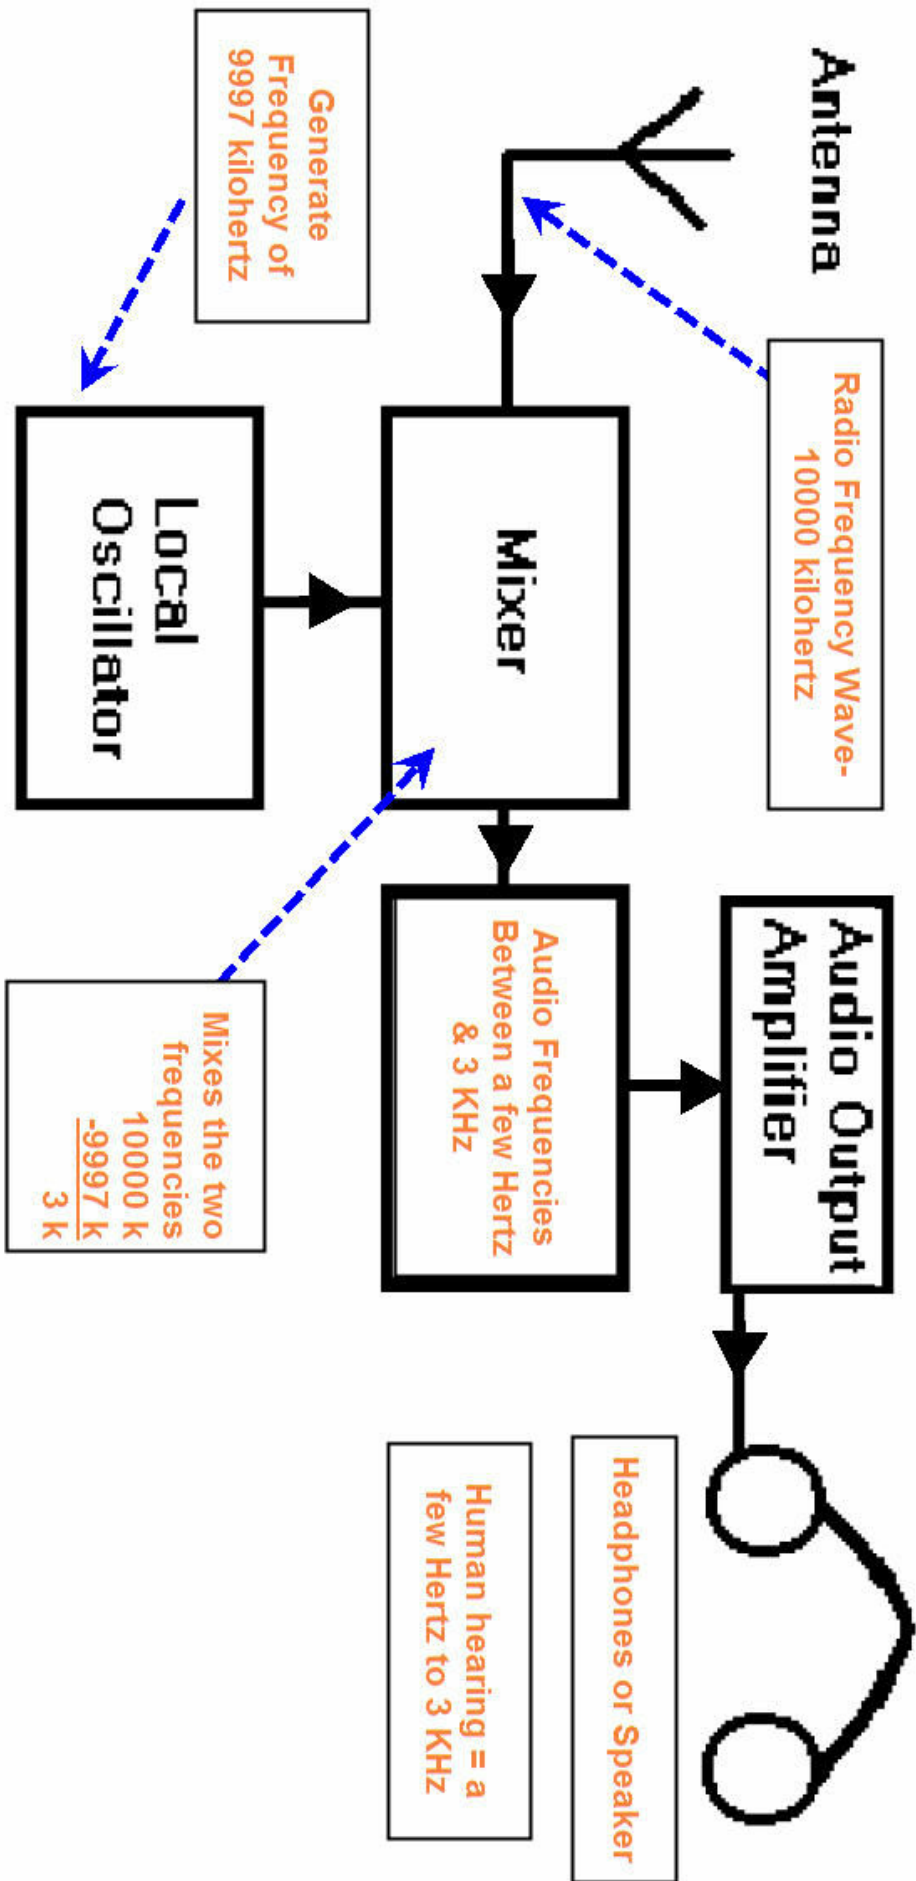 Antenna
Radio Frequency Wave-
10000 kilohertz
Generate
Frequency of
9997 kilohertz
Mixer
Local
Oscillator
Mixes the two
frequencies
10000 k
-9997 k
3 k
Audio Frequencies
Between a few Hertz
& 3 KHz
Audio Output
Amplifier
Headphones or Speaker
Human hearing = a
few Hertz to 3 KHz